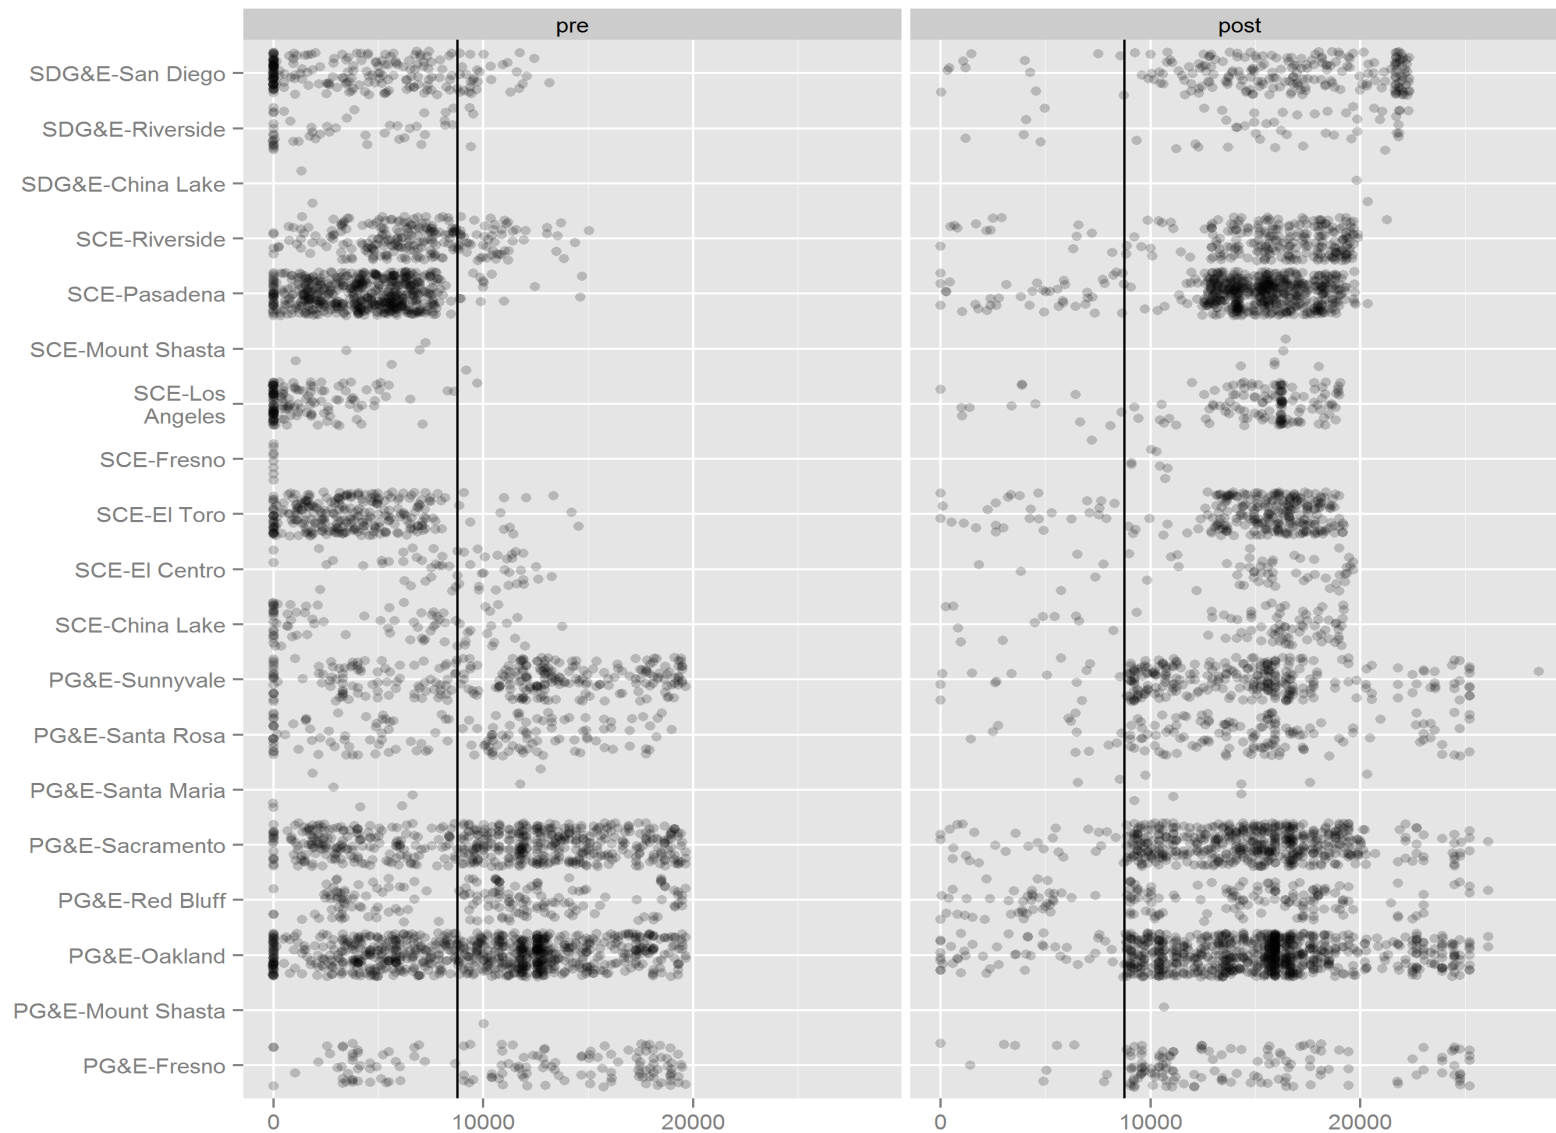 pre
post
SDG&E-San Diego
SDG&E-Riverside
SDG&E-China Lake
SCE-Riverside
SCE-Pasadena
SCE-Mount Shasta
SCE-Los
Angeles
SCE-Fresno
SCE-El Toro
SCE-El Centro
SCE-China Lake
PG&E-Sunnyvale
PG&E-Santa Rosa
PG&E-Santa Maria
PG&E-Sacramento
PG&E-Red Bluff
PG&E-Oakland
PG&E-Mount Shasta
PG&E-Fresno
0 10000 20000 0 10000 20000